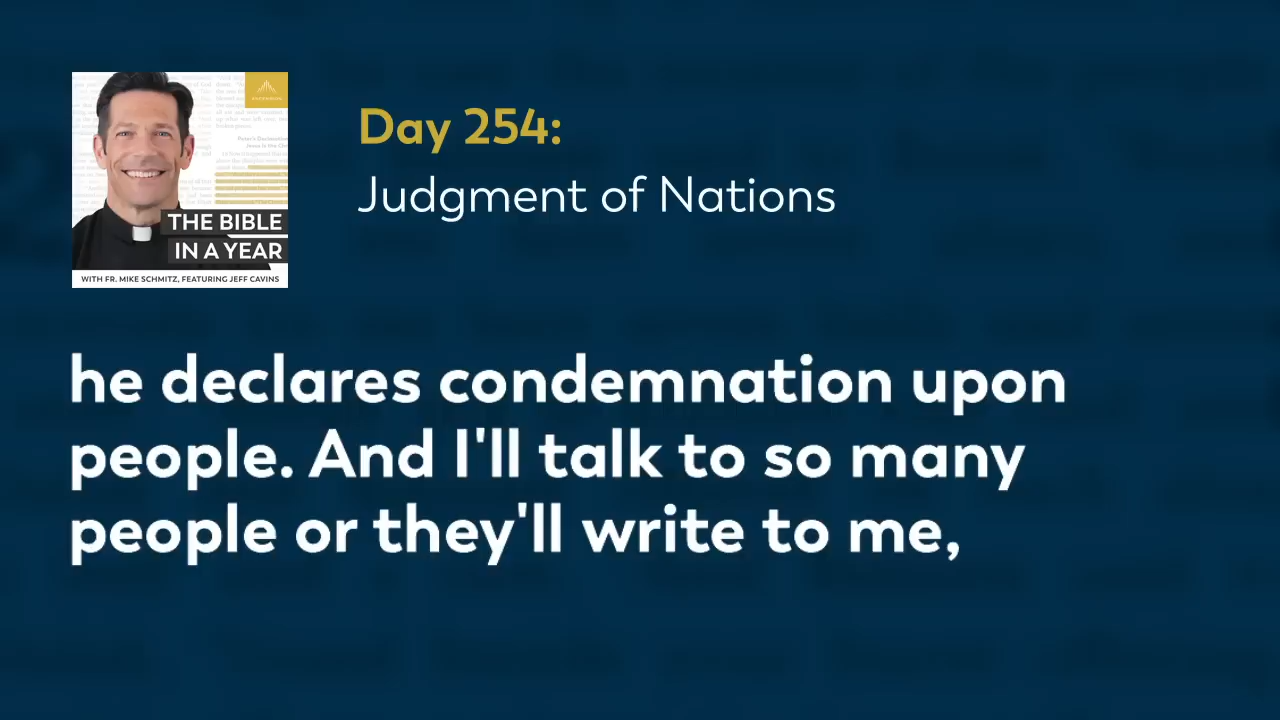 Day 254:
Judgment of Nations
THE BIBLE
IN A YEAR
WITH FR. MIKE SCHMITZ, FEATURING JEFF CAVINS
he declares condemnation upon
people. And I'll talk to so many
people or they'll write to me,